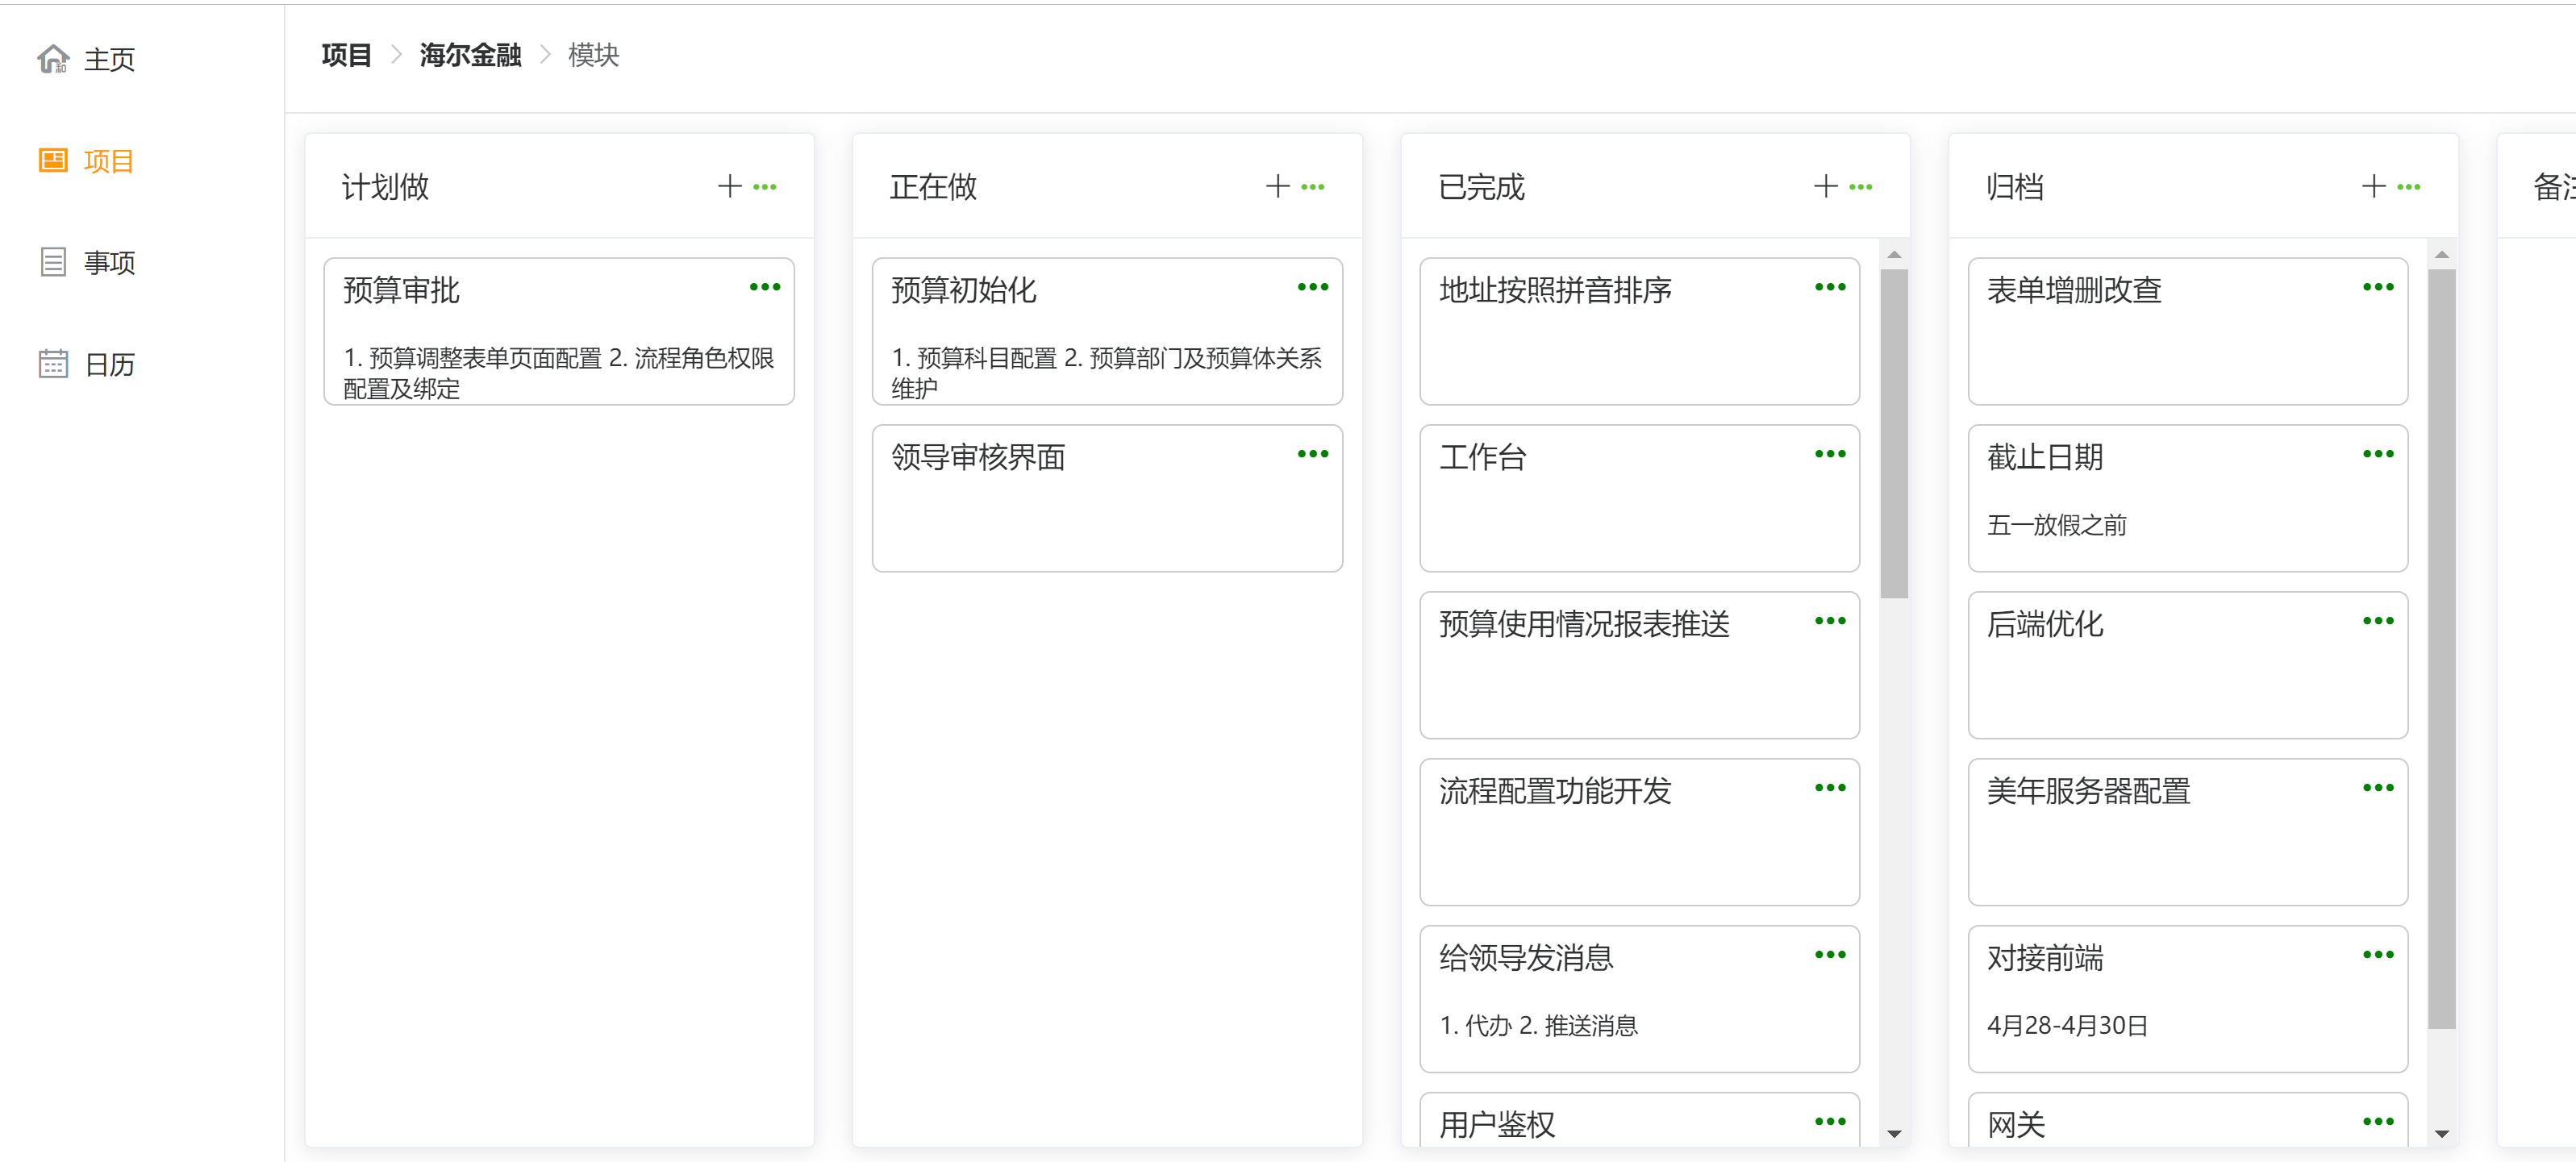 主页
项目
事项
日历
项目 > 海尔金融 > 模块
计划做
预算审批
1. 预算调整表单页面配置 2. 流程角色权限
配置及绑定
正在做
预算初始化
1. 预算科目配置 2. 预算部门及预算体关系
维护
领导审核界面
已完成
地址按照拼音排序
工作台
预算使用情况报表推送
流程配置功能开发
给领导发消息
1. 代办 2. 推送消息
用户鉴权
归档
表单增删改查
截止日期
五一放假之前
后端优化
美年服务器配置
对接前端
4月28-4月30日
网关
备